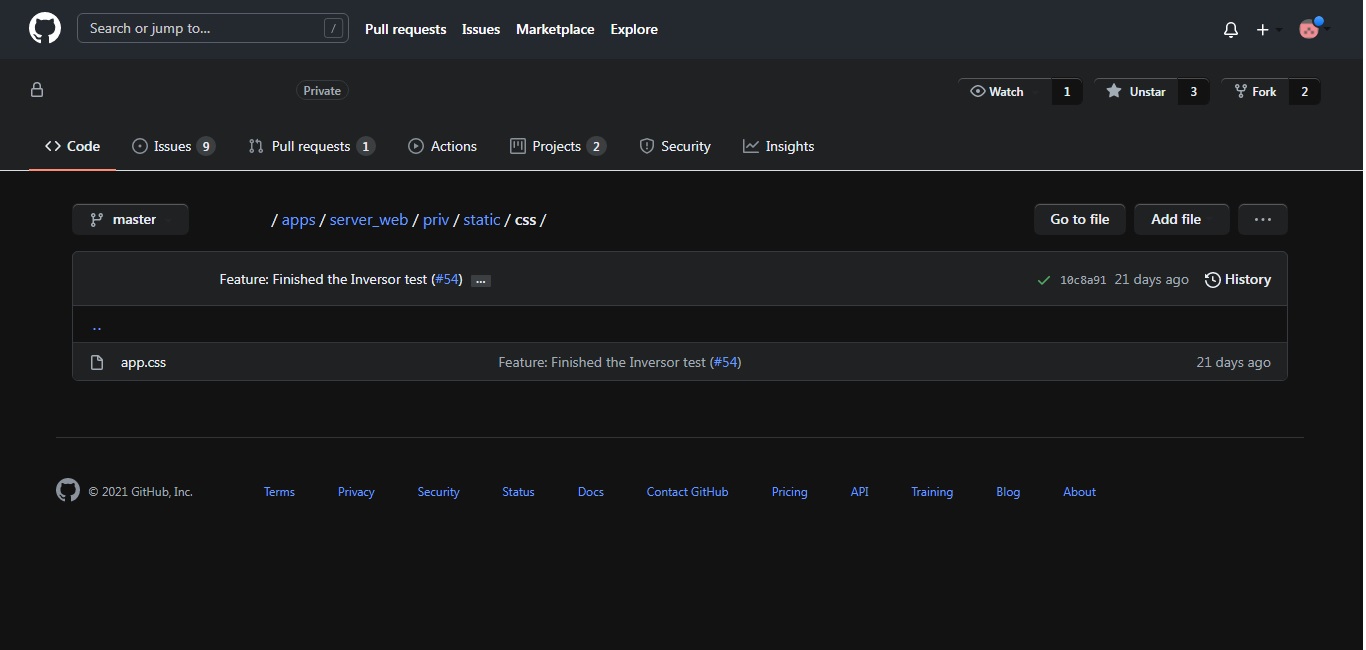 Search or jump to... / Pull requests Issues Marketplace Explore
Private Watch 1 Unstar 3 Fork 2
Code Issues 9 Pull requests 1 Actions Projects 2 Security Insights
master / apps / server_web / priv / static / css / Go to file Add file ...
Feature: Finished the Inversor test (#54) ... 10c8a91 21 days ago History
..
app.css Feature: Finished the Inversor test (#54) 21 days ago
© 2021 GitHub, Inc. Terms Privacy Security Status Docs Contact GitHub Pricing API Training Blog About